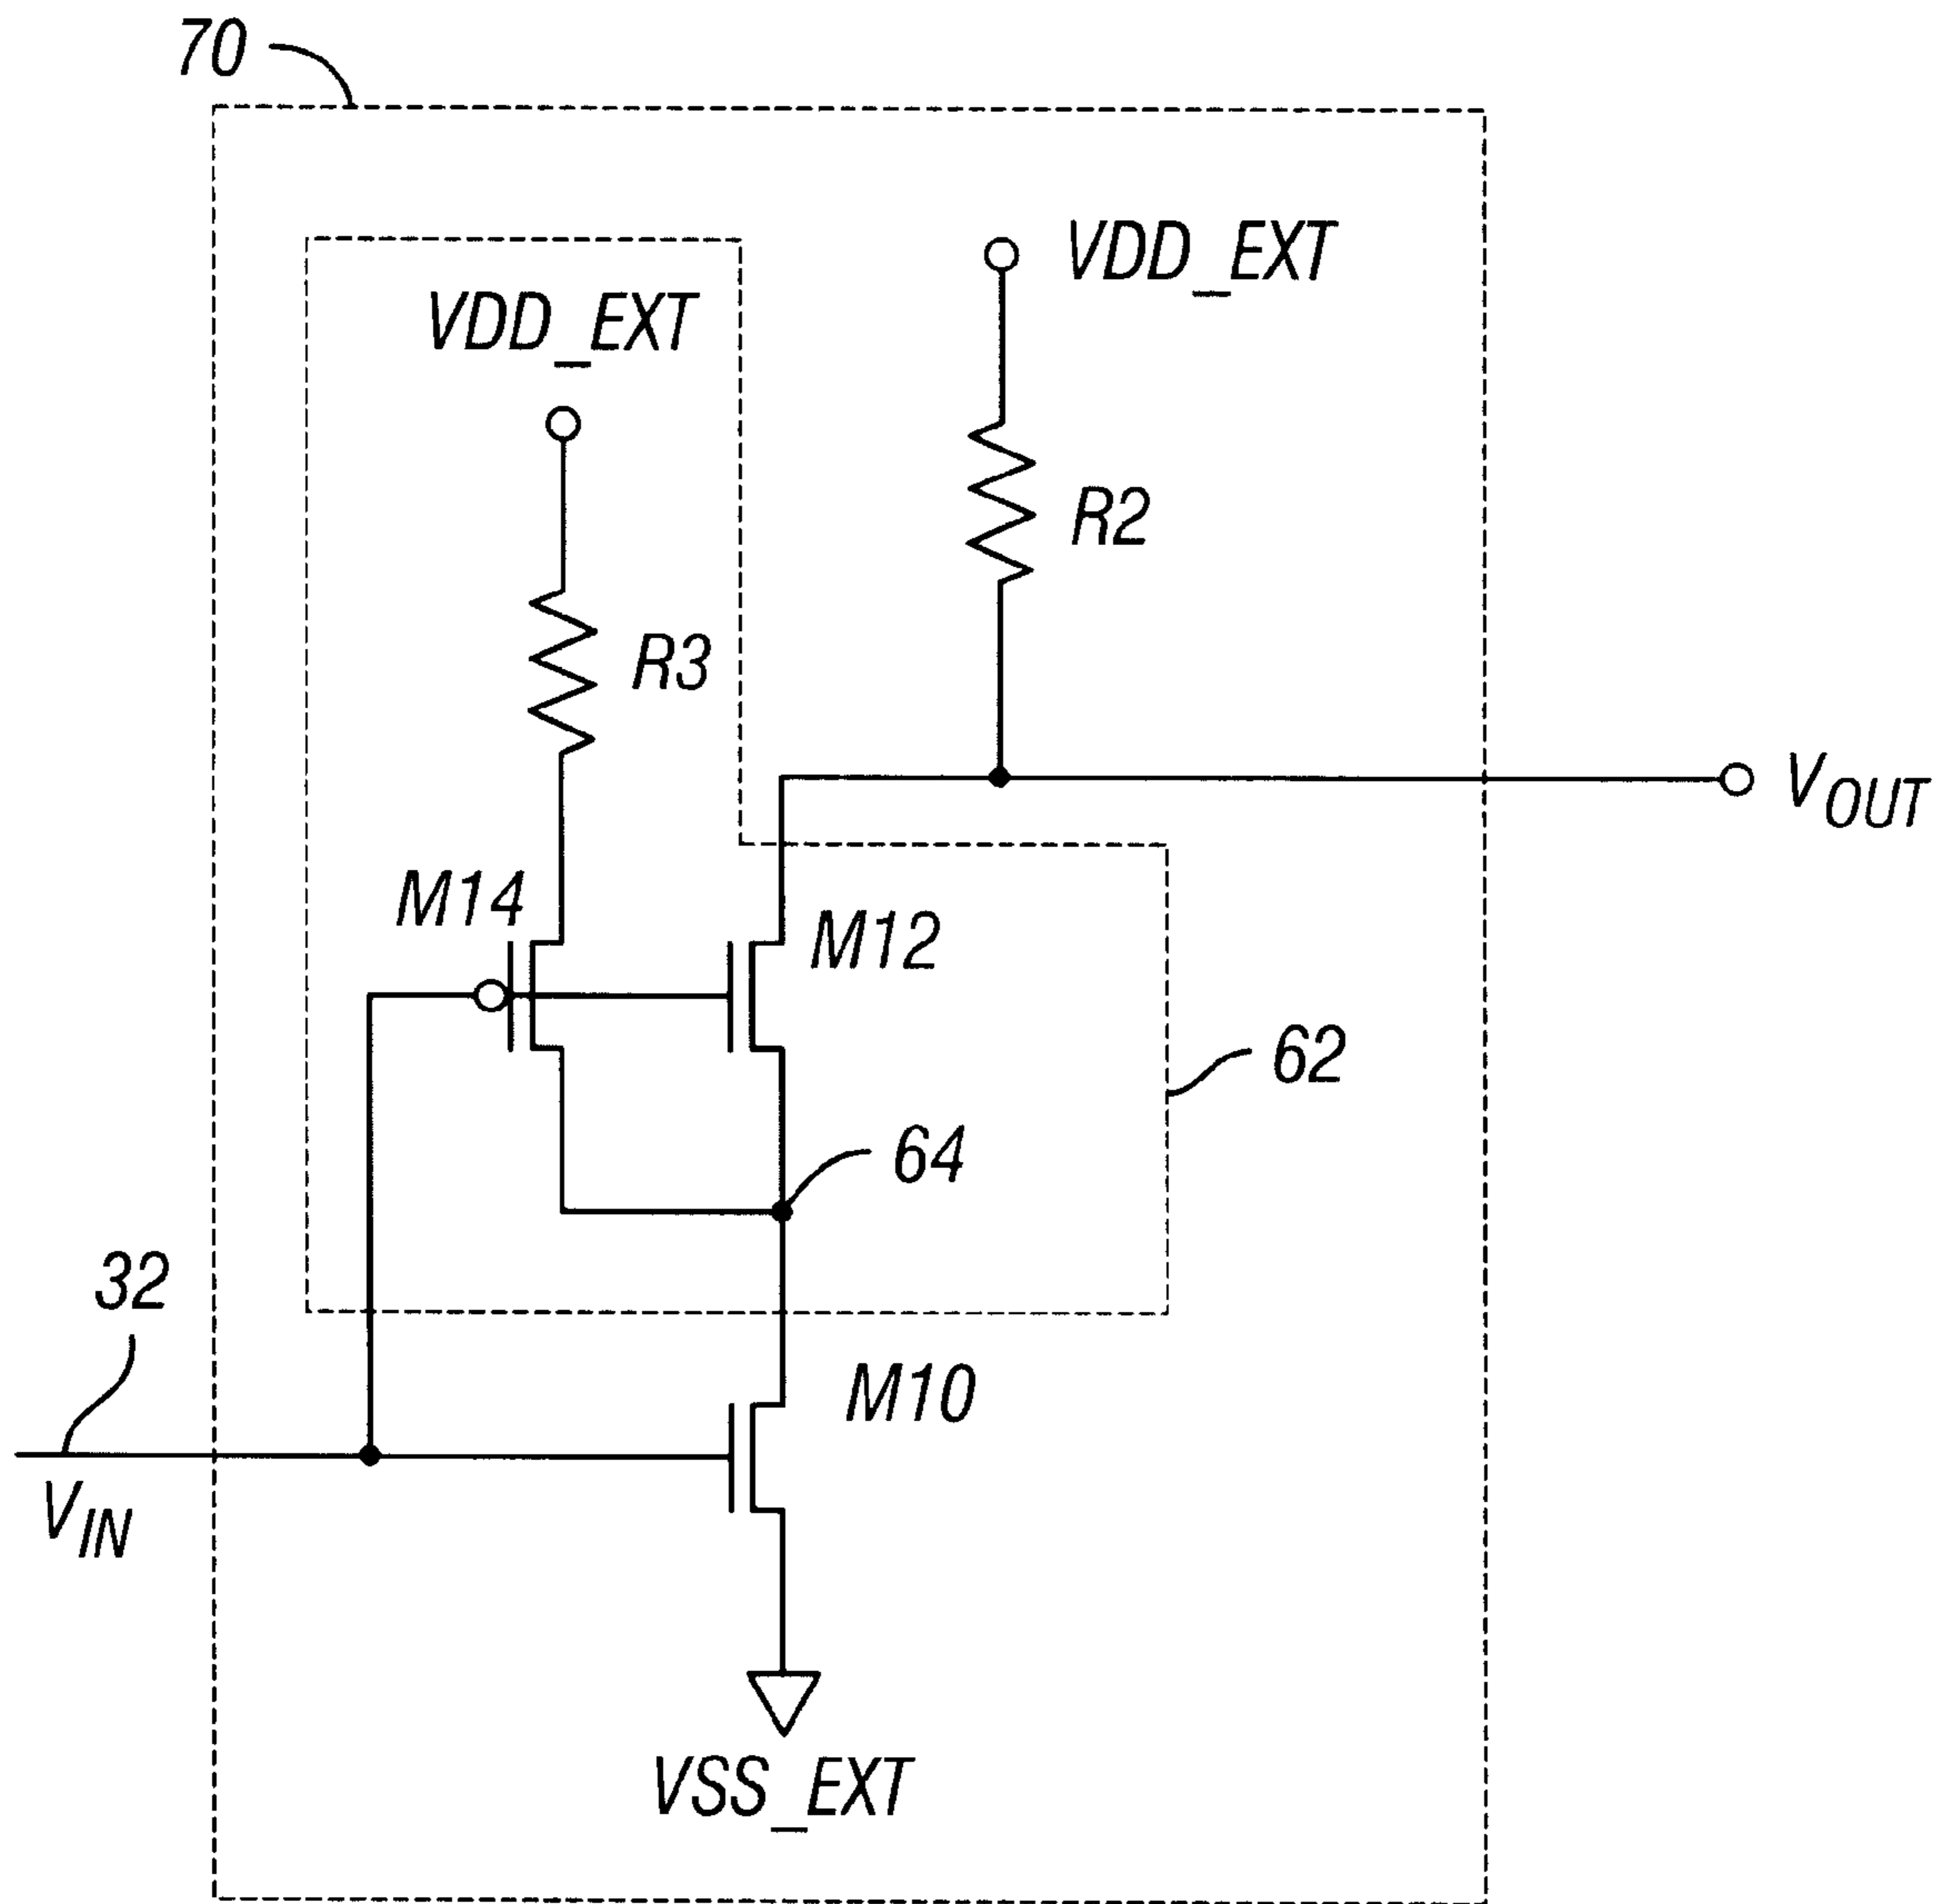 70
VDD_EXT
VDD_EXT
R2
R3
VOUT
M14
M12
62
64
32
M10
VIN
VSS_EXT